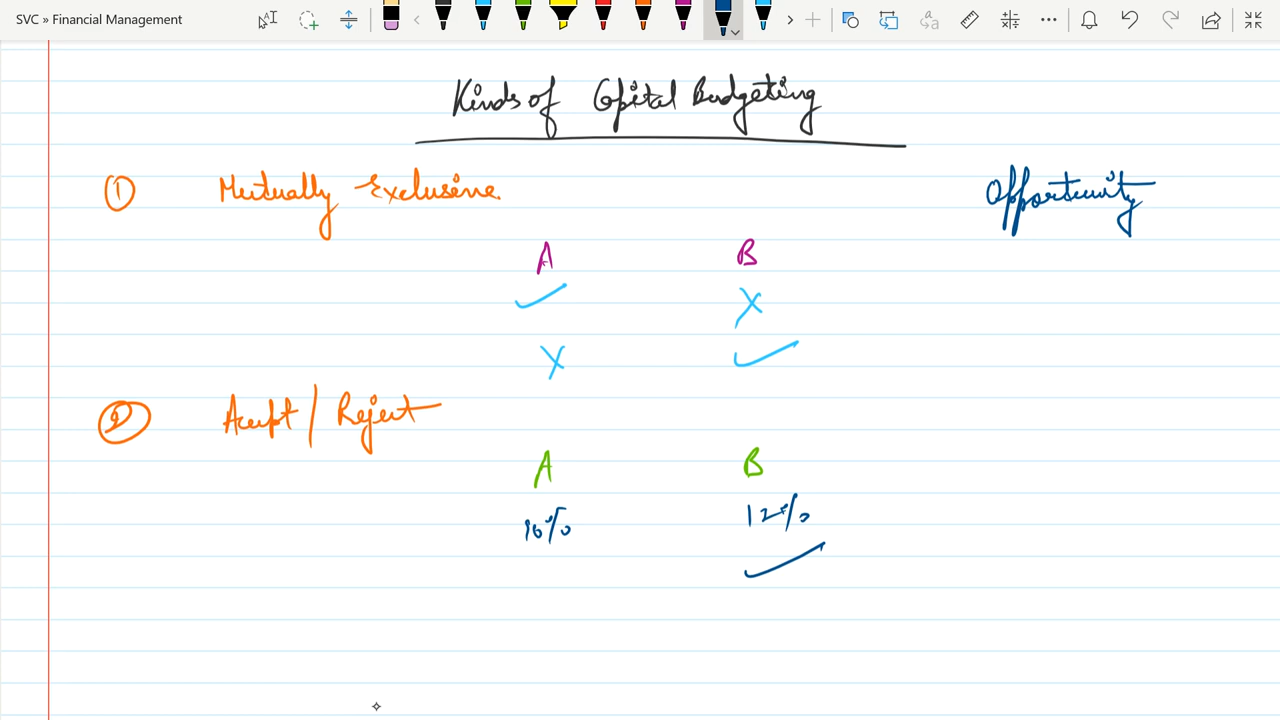 SVC » Financial Management
Kinds of Capital Budgeting
① Mutually Exclusive
Opportunity
A B
✓ X
X ✓
② Accept / Reject
A B
10% 12%
✓